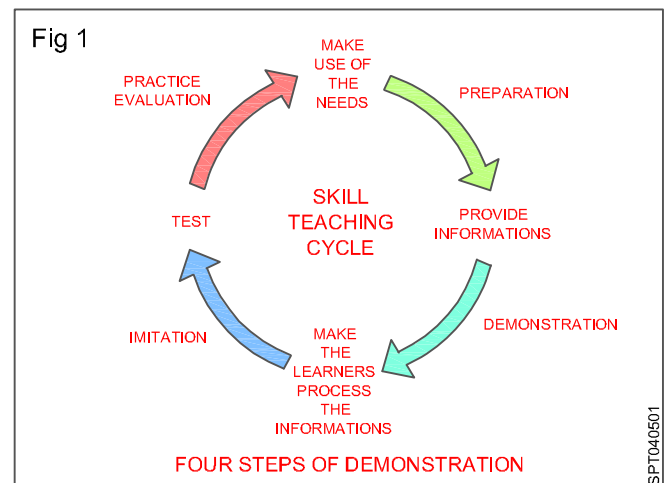 Fig 1
MAKE
USE OF
THE
NEEDS
PRACTICE
EVALUATION
PREPARATION
SKILL
TEACHING
CYCLE
TEST
PROVIDE
INFORMATIONS
IMITATION
DEMONSTRATION
MAKE
THE
LEARNERS
PROCESS
THE
INFORMATIONS
FOUR STEPS OF DEMONSTRATION
SPT040501